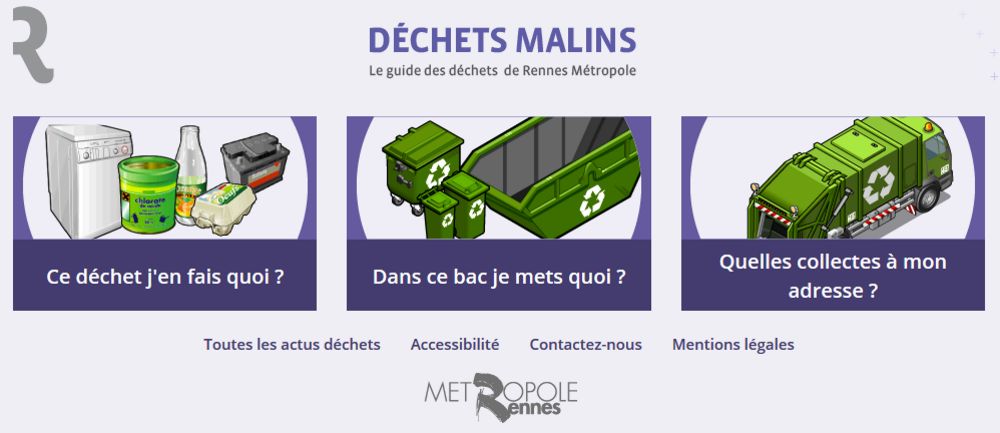 DÉCHETS MALINS
Le guide des déchets de Rennes Métropole
chlorate
de soude
Oeufs
Ce déchet j'en fais quoi ?
Dans ce bac je mets quoi ?
Quelles collectes à mon
adresse ?
Toutes les actus déchets
Accessibilité
Contactez-nous
Mentions légales
METROPOLE
Rennes